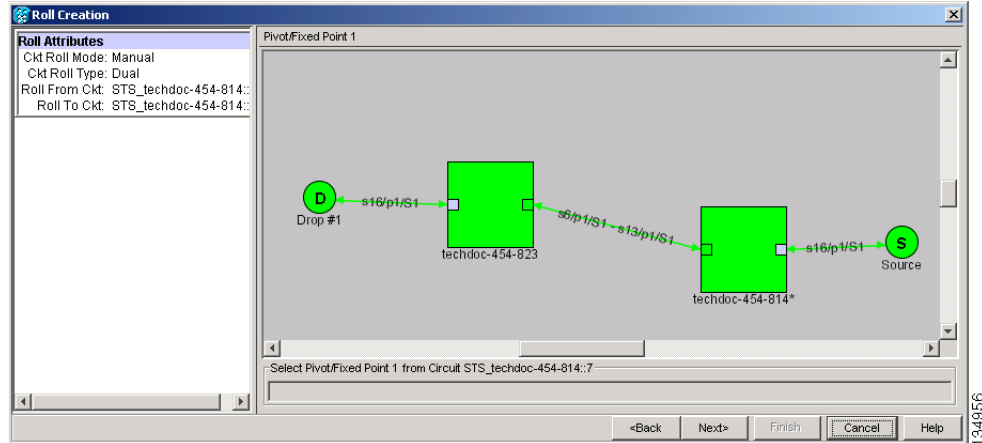 Roll Creation
Roll Attributes
Ckt Roll Mode: Manual
Ckt Roll Type: Dual
Roll From Ckt: STS_techdoc-454-814::
Roll To Ckt: STS_techdoc-454-814::
Pivot/Fixed Point 1
D
Drop #1
s16/p1/S1
techdoc-454-823
s6/p1/S1 - s13/p1/S1
techdoc-454-814*
s16/p1/S1
S
Source
Select Pivot/Fixed Point 1 from Circuit STS_techdoc-454-814::7
<Back
Next>
Finish
Cancel
Help
134956